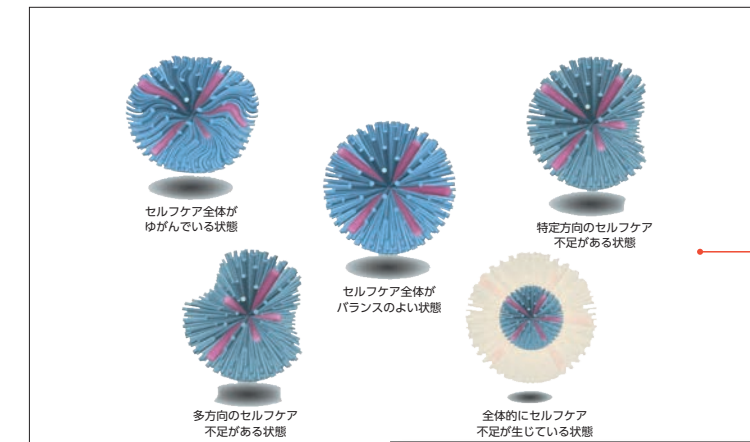 セルフケア全体が
ゆがんでいる状態
特定方向のセルフケア
不足がある状態
セルフケア全体が
バランスのよい状態
多方向のセルフケア
不足がある状態
全体的にセルフケア
不足が生じている状態